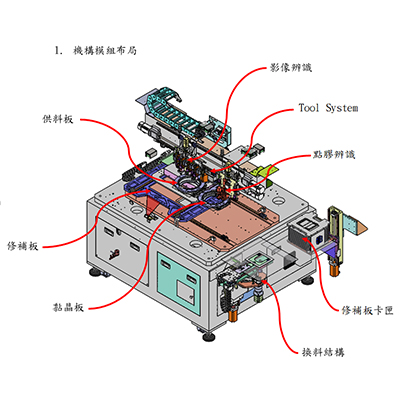 1. 機構模組布局
影像辨識
Tool System
供料板
點膠辨識
修補板
黏晶板
修補板卡匣
換料結構